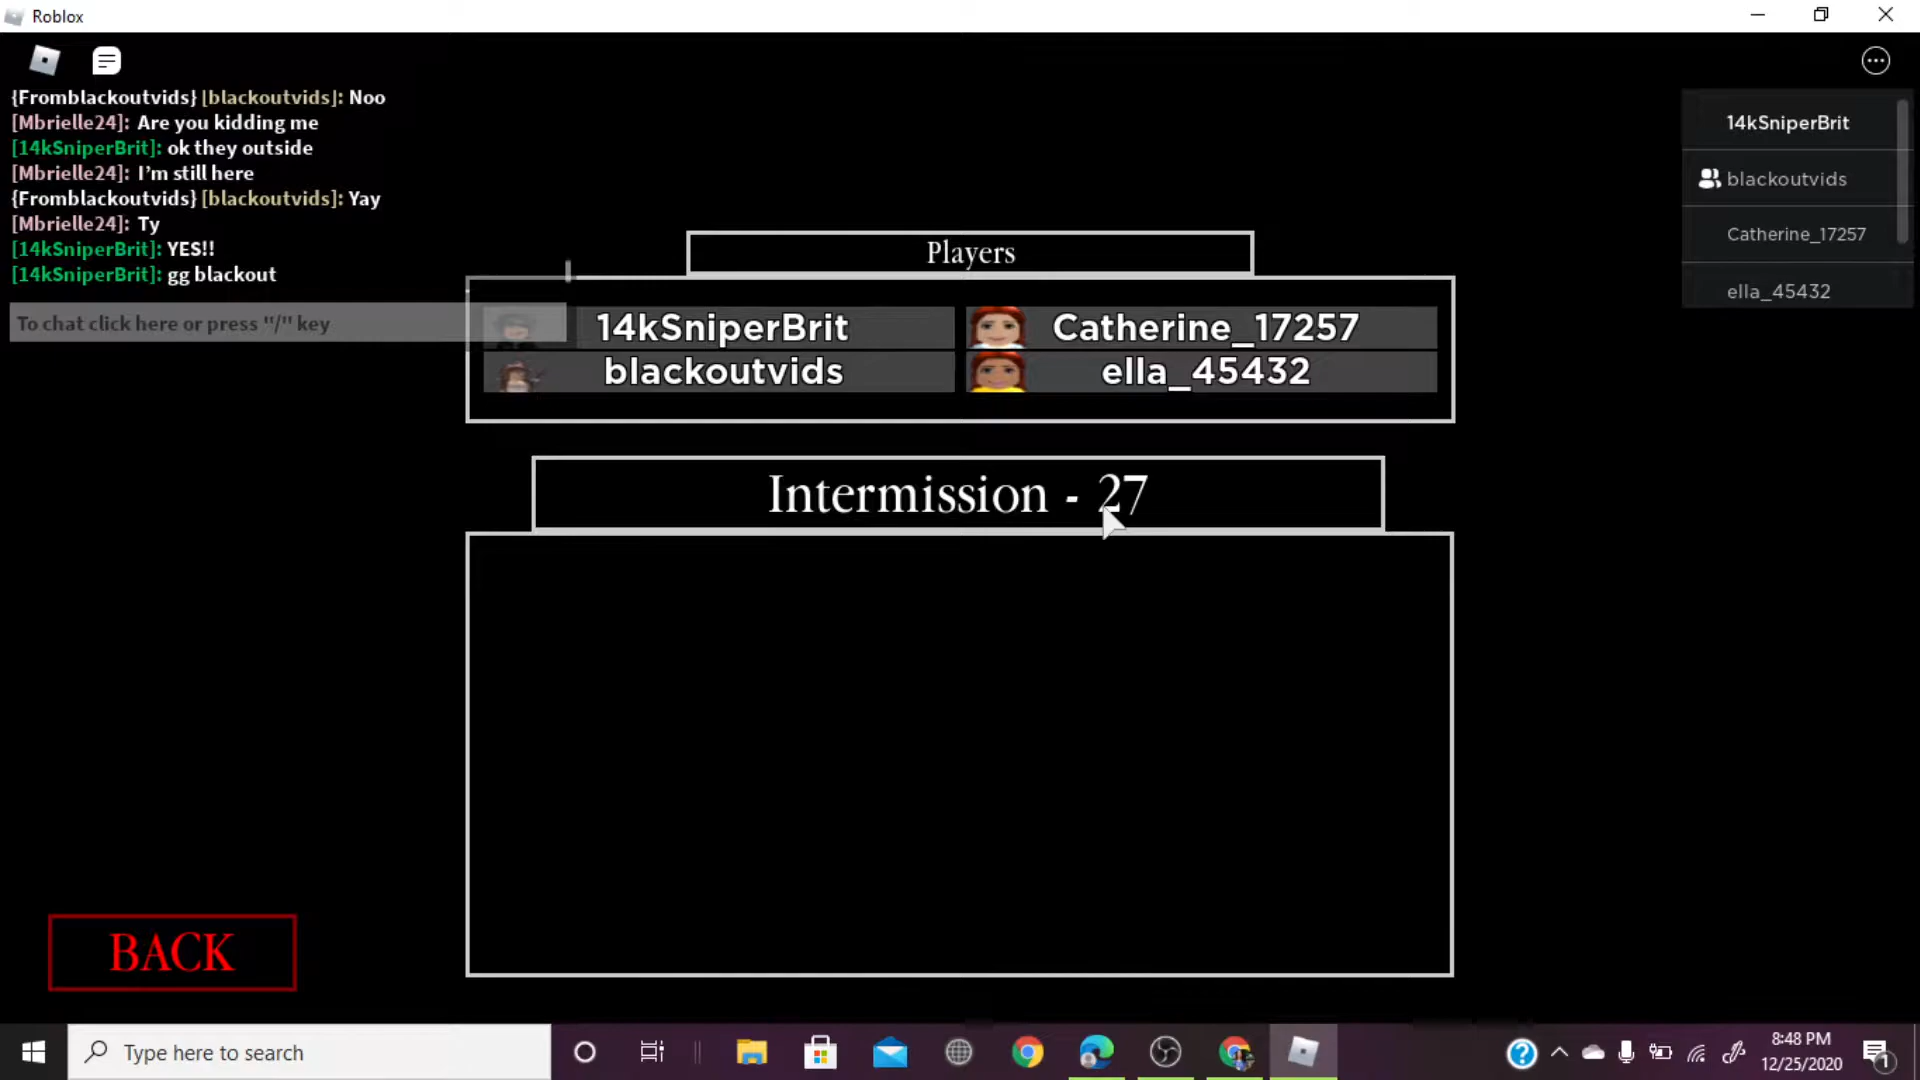 Roblox
{Fromblackoutvids} [blackoutvids]: Noo
[Mbrielle24]: Are you kidding me
[14kSniperBrit]: ok they outside
[Mbrielle24]: I’m still here
{Fromblackoutvids} [blackoutvids]: Yay
[Mbrielle24]: Ty
[14kSniperBrit]: YES!!
[14kSniperBrit]: gg blackout
To chat click here or press "/" key
14kSniperBrit
blackoutvids
Catherine_17257
ella_45432
Players
14kSniperBrit
Catherine_17257
blackoutvids
ella_45432
Intermission - 27
BACK
Type here to search
8:48 PM
12/25/2020
1